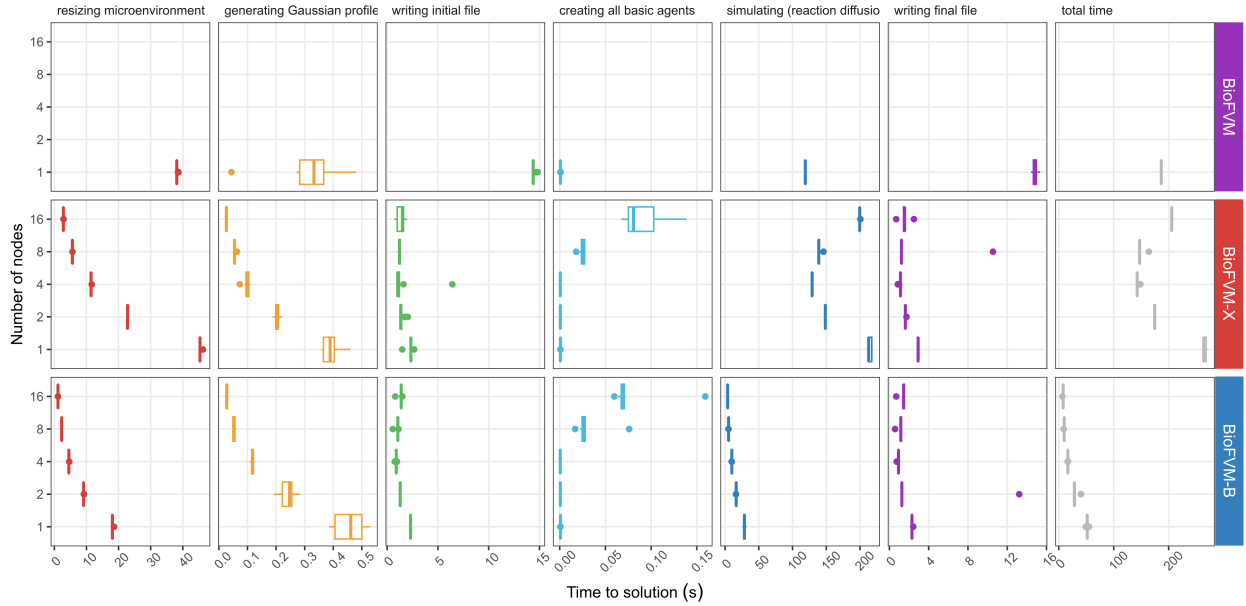 resizing microenvironment
generating Gaussian profile
writing initial file
creating all basic agents
simulating (reaction diffusio
writing final file
total time
16
8
4
2
1
BioFVM
16
8
4
2
1
BioFVM-X
16
8
4
2
1
BioFVM-B
Number of nodes
0 10 20 30 40
0.0 0.1 0.2 0.3 0.4 0.5
0 5 10 15
0.00 0.05 0.10 0.15
0 50 100 150 200
0 4 8 12 16
0 100 200
Time to solution (s)